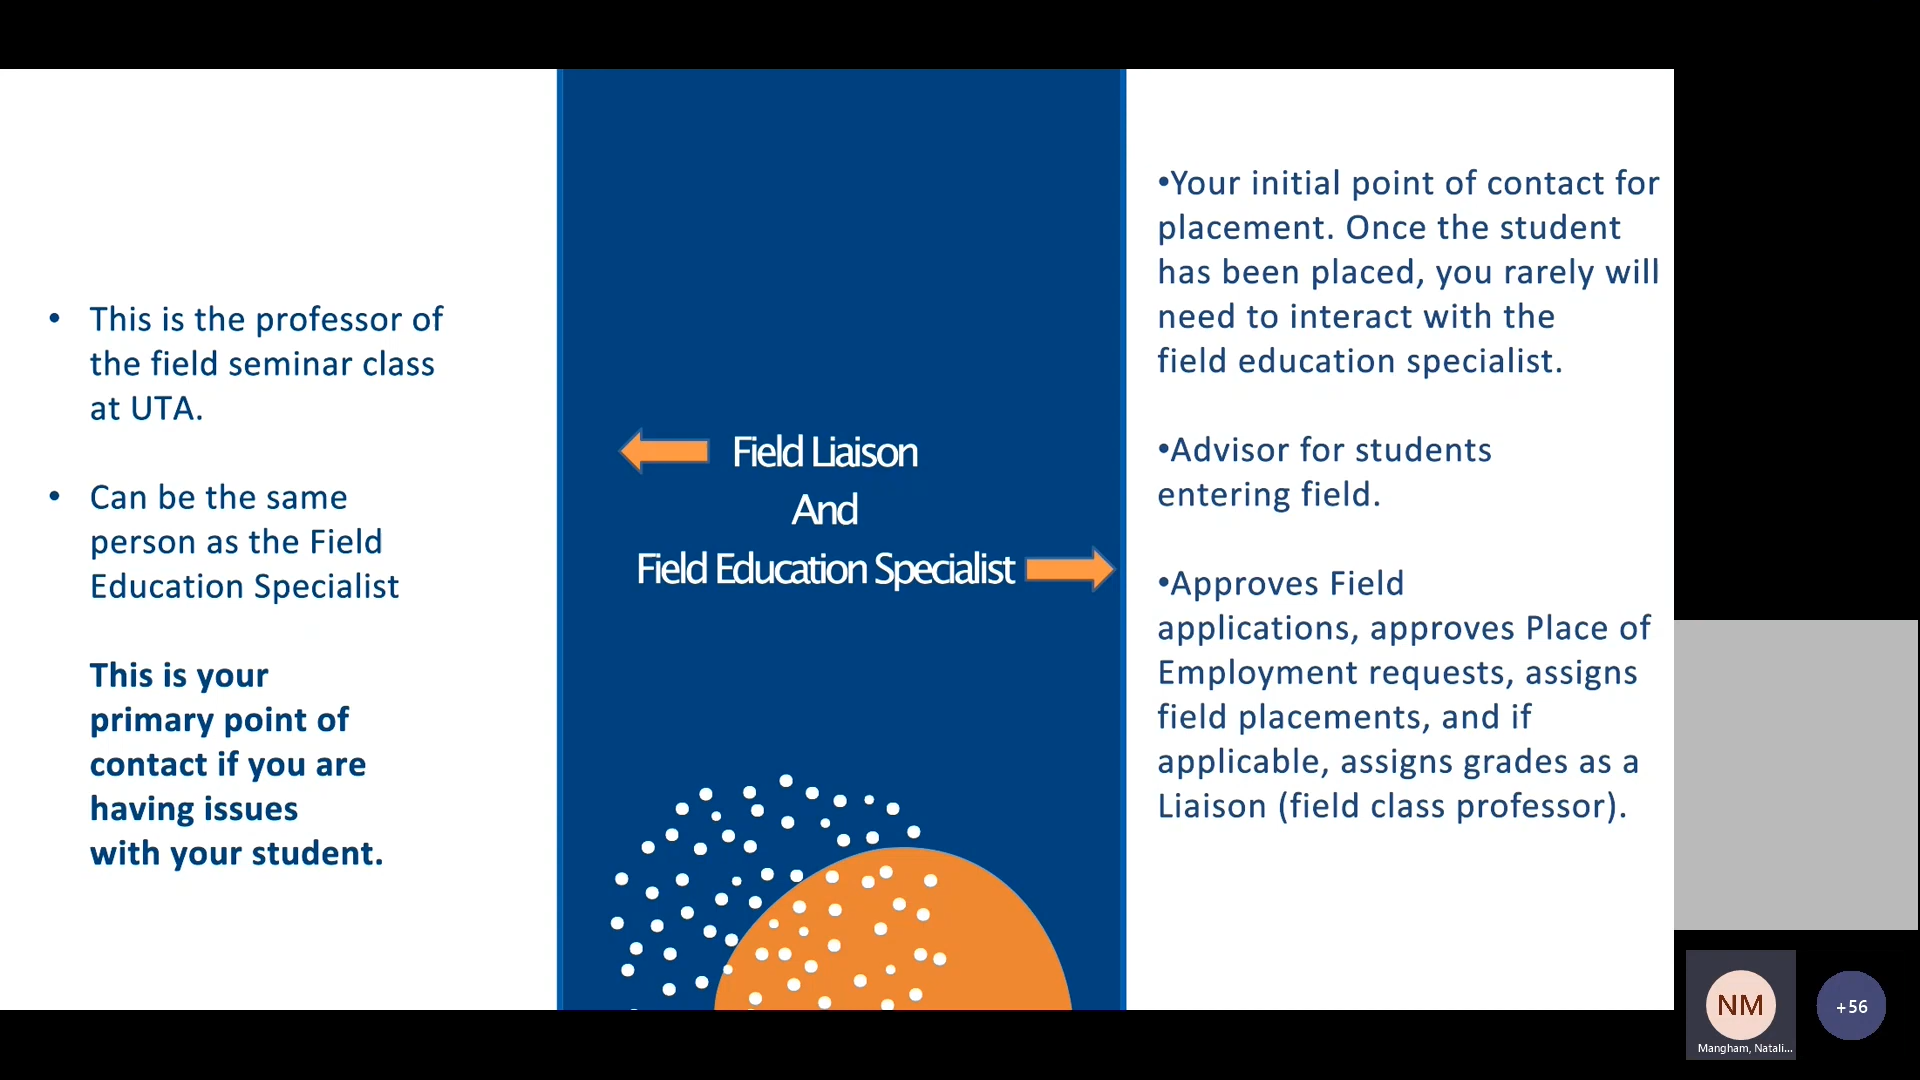 • This is the professor of
the field seminar class
at UTA.
• Can be the same
person as the Field
Education Specialist
This is your
primary point of
contact if you are
having issues
with your student.
Field Liaison
And
Field Education Specialist
•Your initial point of contact for
placement. Once the student
has been placed, you rarely will
need to interact with the
field education specialist.
•Advisor for students
entering field.
•Approves Field
applications, approves Place of
Employment requests, assigns
field placements, and if
applicable, assigns grades as a
Liaison (field class professor).
NM
Mangham, Natali...
+56